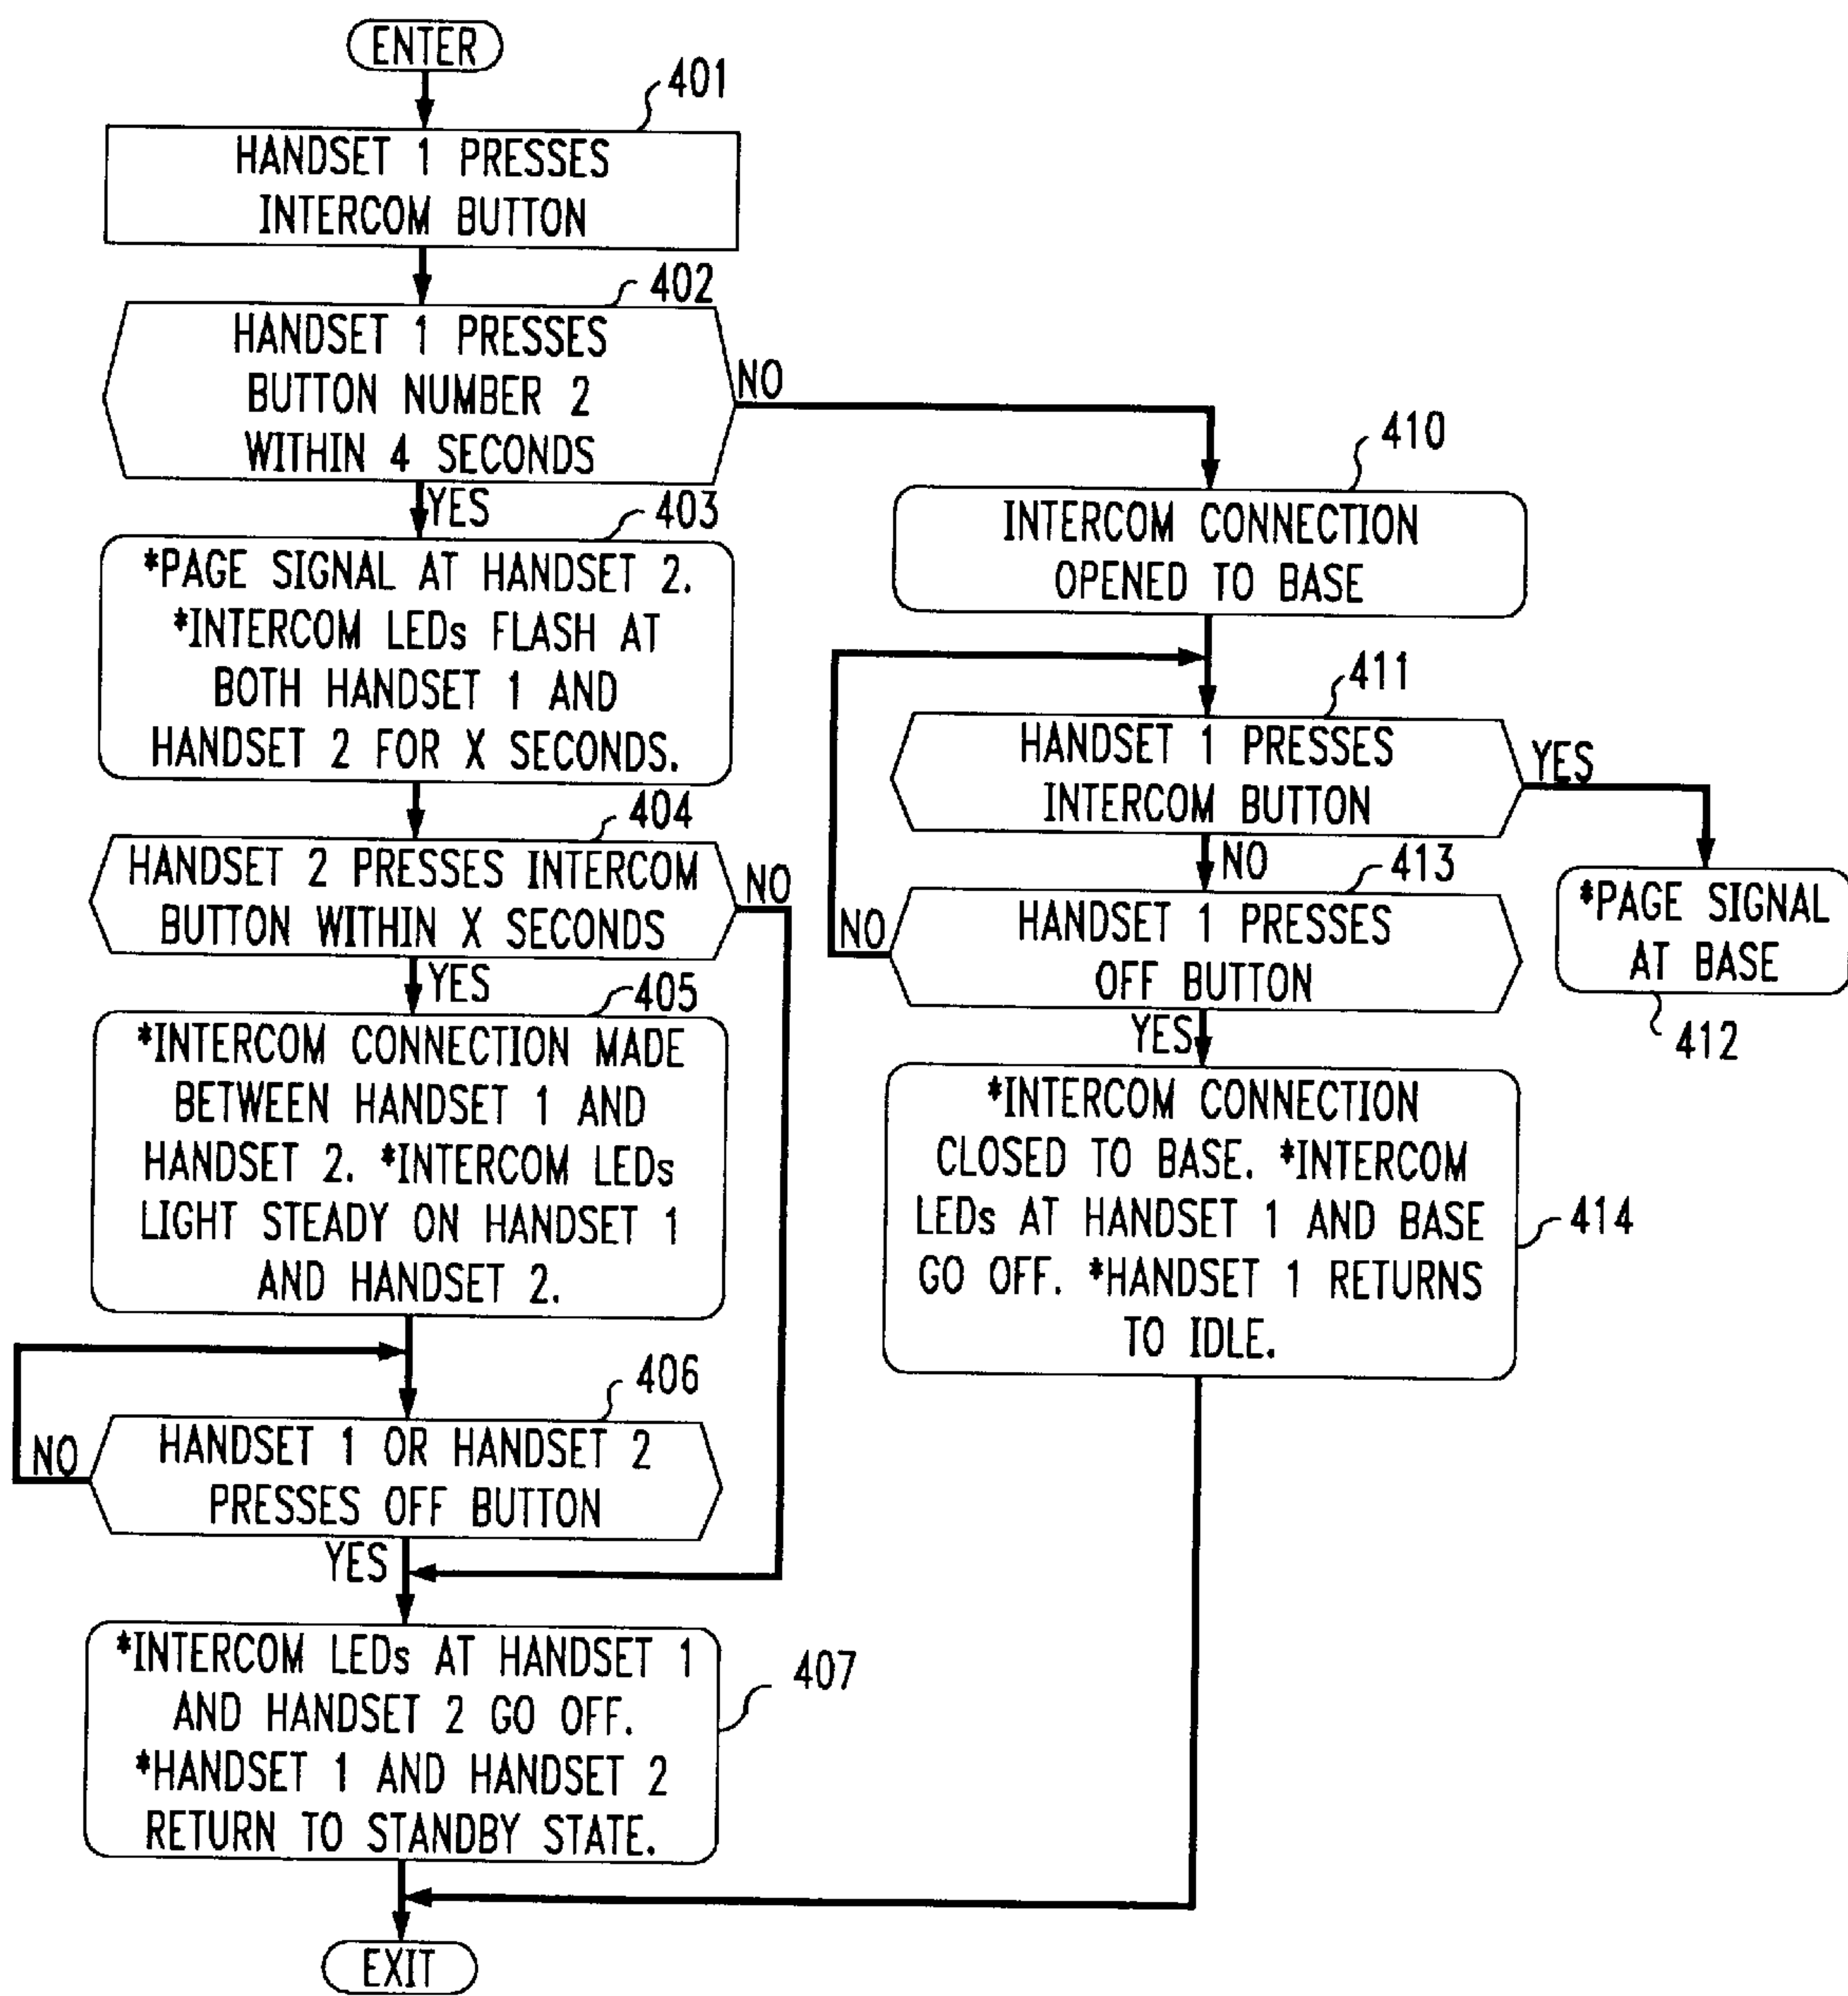 ENTER
401
HANDSET 1 PRESSES
INTERCOM BUTTON
402
HANDSET 1 PRESSES
BUTTON NUMBER 2
WITHIN 4 SECONDS
NO
YES
403
*PAGE SIGNAL AT HANDSET 2.
*INTERCOM LEDs FLASH AT
BOTH HANDSET 1 AND
HANDSET 2 FOR X SECONDS.
404
HANDSET 2 PRESSES INTERCOM
BUTTON WITHIN X SECONDS
NO
YES
405
*INTERCOM CONNECTION MADE
BETWEEN HANDSET 1 AND
HANDSET 2. *INTERCOM LEDs
LIGHT STEADY ON HANDSET 1
AND HANDSET 2.
406
HANDSET 1 OR HANDSET 2
PRESSES OFF BUTTON
NO
YES
*INTERCOM LEDs AT HANDSET 1
AND HANDSET 2 GO OFF.
*HANDSET 1 AND HANDSET 2
RETURN TO STANDBY STATE.
407
EXIT
410
INTERCOM CONNECTION
OPENED TO BASE
411
HANDSET 1 PRESSES
INTERCOM BUTTON
YES
NO
*PAGE SIGNAL
AT BASE
412
413
HANDSET 1 PRESSES
OFF BUTTON
NO
YES
*INTERCOM CONNECTION
CLOSED TO BASE. *INTERCOM
LEDs AT HANDSET 1 AND BASE
GO OFF. *HANDSET 1 RETURNS
TO IDLE.
414